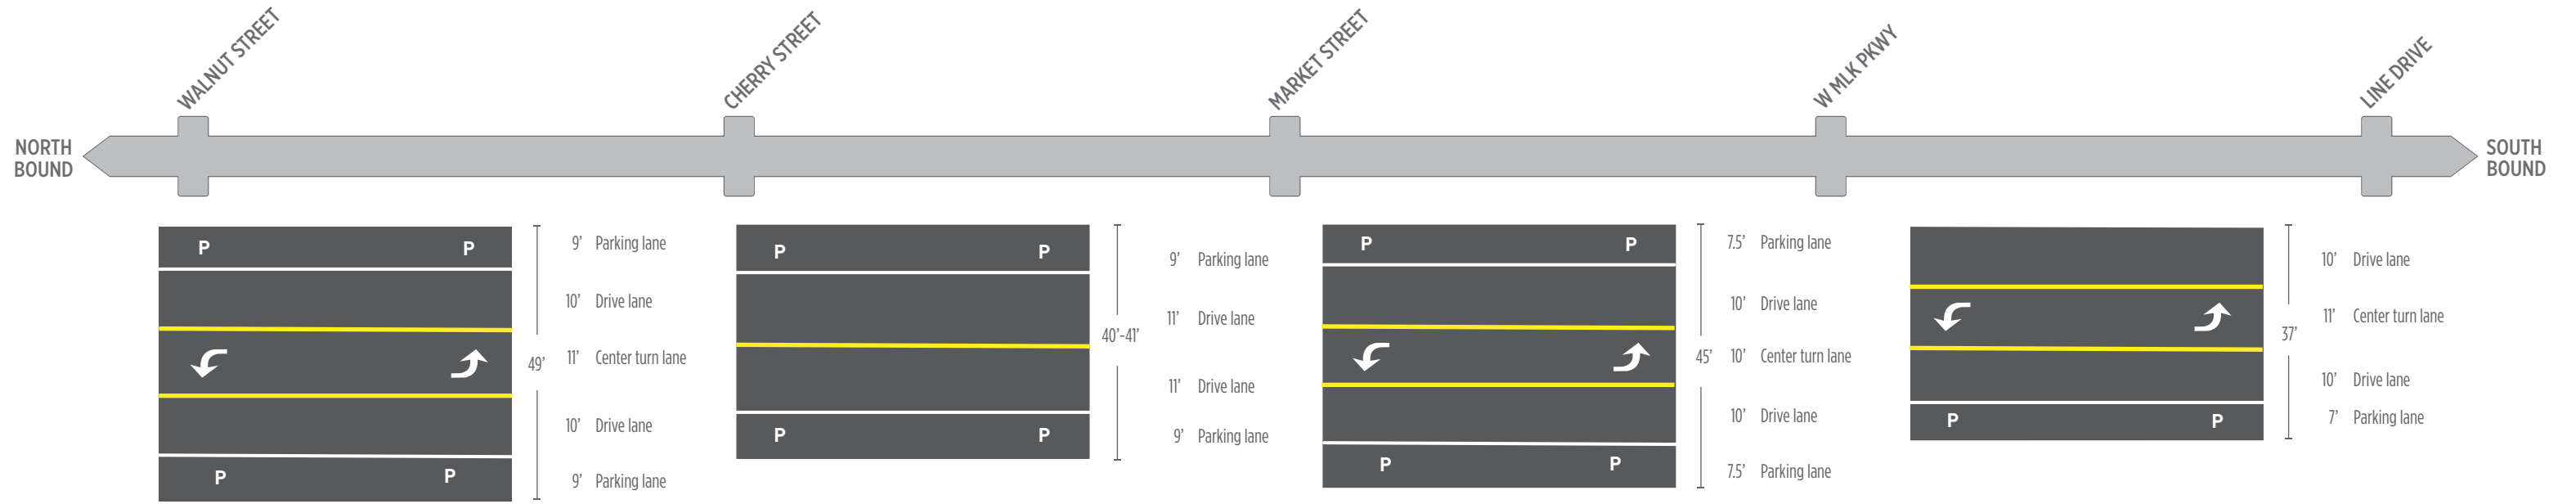 WALNUT STREET
CHERRY STREET
MARKET STREET
W MLK PKWY
LINE DRIVE
NORTH
BOUND
SOUTH
BOUND
P P
P P
9' Parking lane
10' Drive lane
49' 11' Center turn lane
10' Drive lane
9' Parking lane
P P
P P
40'-41'
9' Parking lane
11' Drive lane
11' Drive lane
9' Parking lane
P P
P P
7.5' Parking lane
10' Drive lane
45' 10' Center turn lane
10' Drive lane
7.5' Parking lane
P P
37'
10' Drive lane
11' Center turn lane
10' Drive lane
7' Parking lane